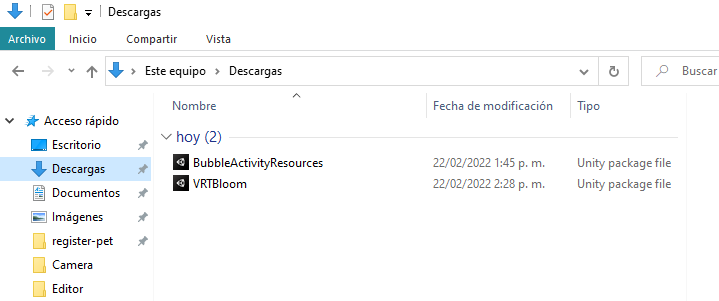 Descargas
Archivo Inicio Compartir Vista
Este equipo Descargas Buscar
Nombre Fecha de modificación Tipo
Acceso rápido
Escritorio
Descargas
Documentos
Imágenes
register-pet
Camera
Editor
hoy (2)
BubbleActivityResources 22/02/2022 1:45 p. m. Unity package file
VRTBloom 22/02/2022 2:28 p. m. Unity package file